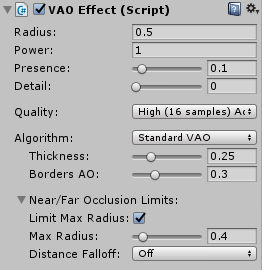 VAO Effect (Script)
Radius: 0.5
Power: 1
Presence: 0.1
Detail: 0
Quality: High (16 samples)
Algorithm: Standard VAO
Thickness: 0.25
Borders AO: 0.3
Near/Far Occlusion Limits:
Limit Max Radius:
Max Radius: 0.4
Distance Falloff: Off